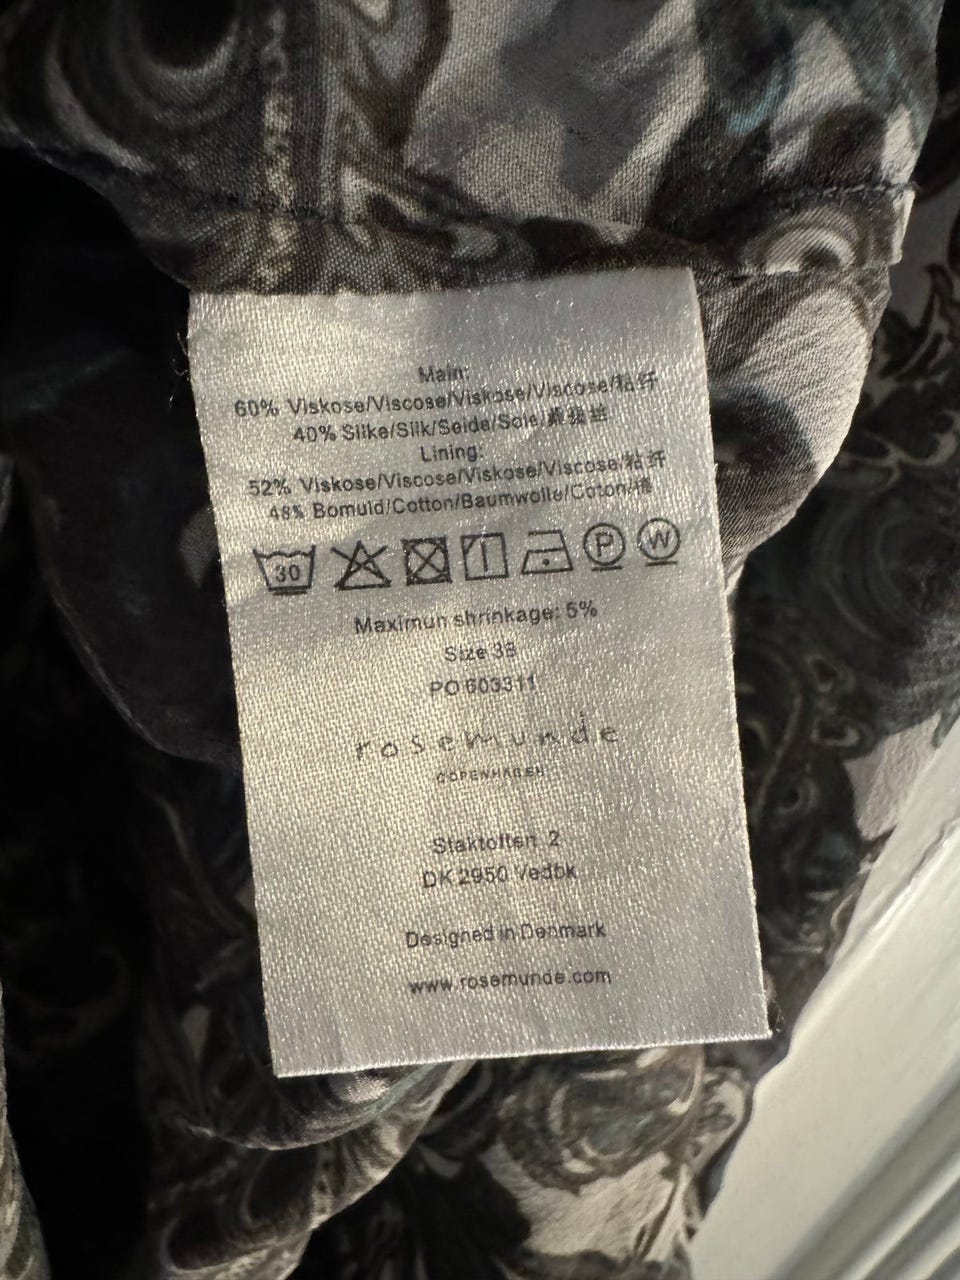 Main:
60% Viskose/Viscose/Viskose/Viscose/粘纤
40% Silke/Silk/Seide/Soie/桑蚕丝
Lining:
52% Viskose/Viscose/Viskose/Viscose/粘纤
48% Bomuld/Cotton/Baumwolle/Coton/棉
30 P W
Maximun shrinkage: 5%
Size 38
PO 603311
rosemunde
COPENHAGEN
Staktoften 2
DK 2950 Vedbk
Designed in Denmark
www.rosemunde.com